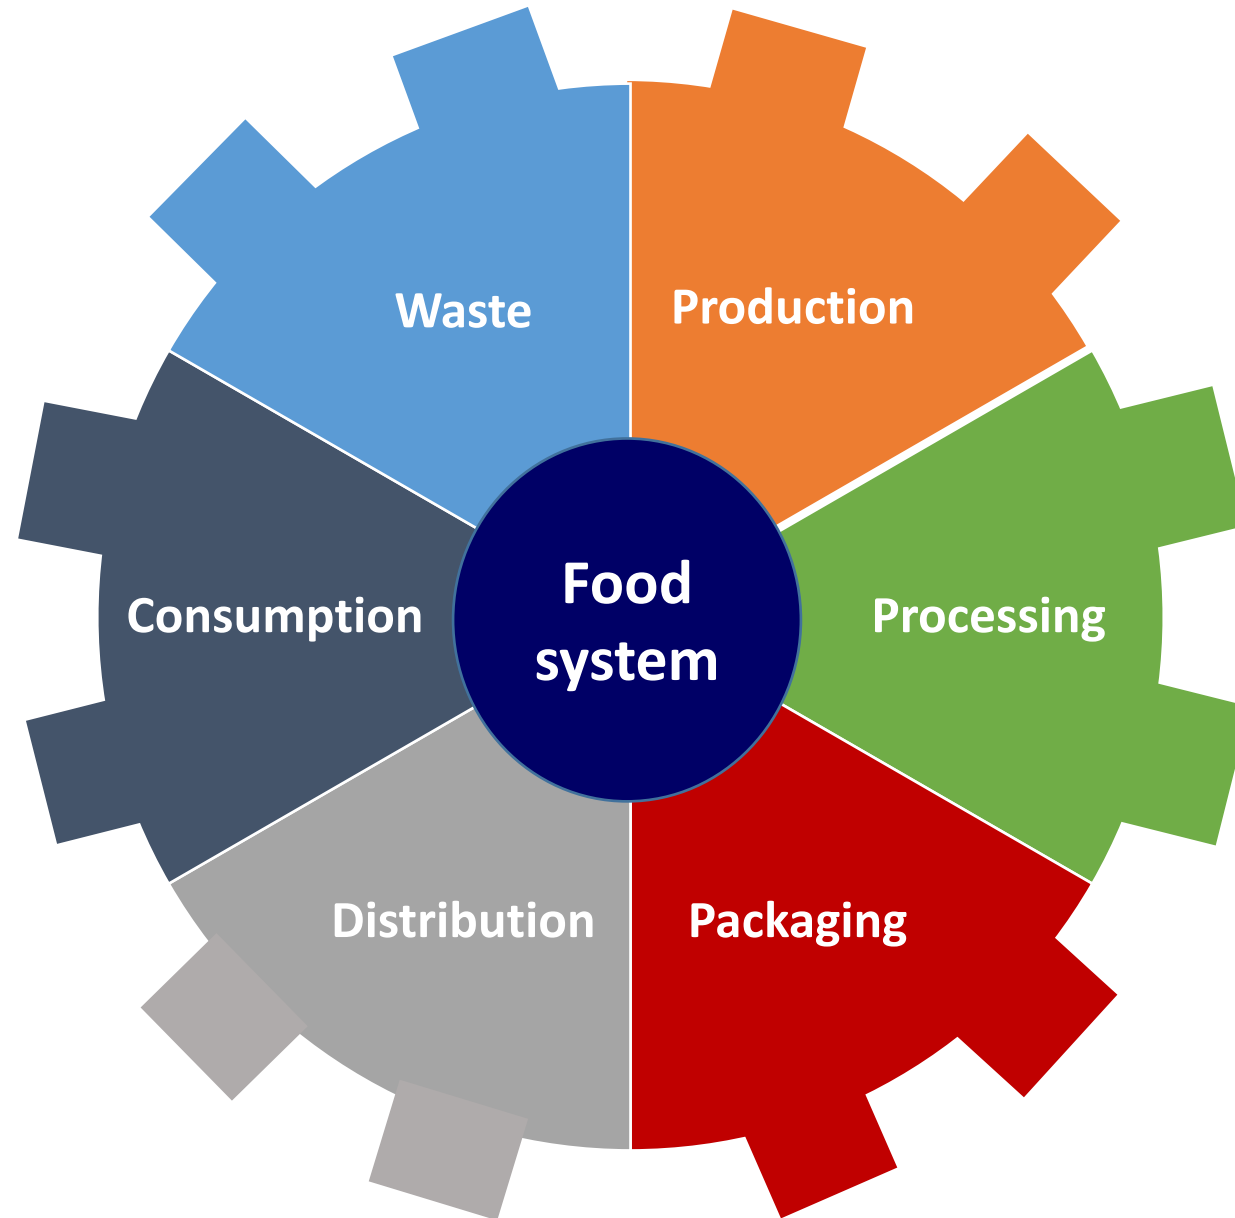 Waste
Production
Consumption
Food
system
Processing
Distribution
Packaging